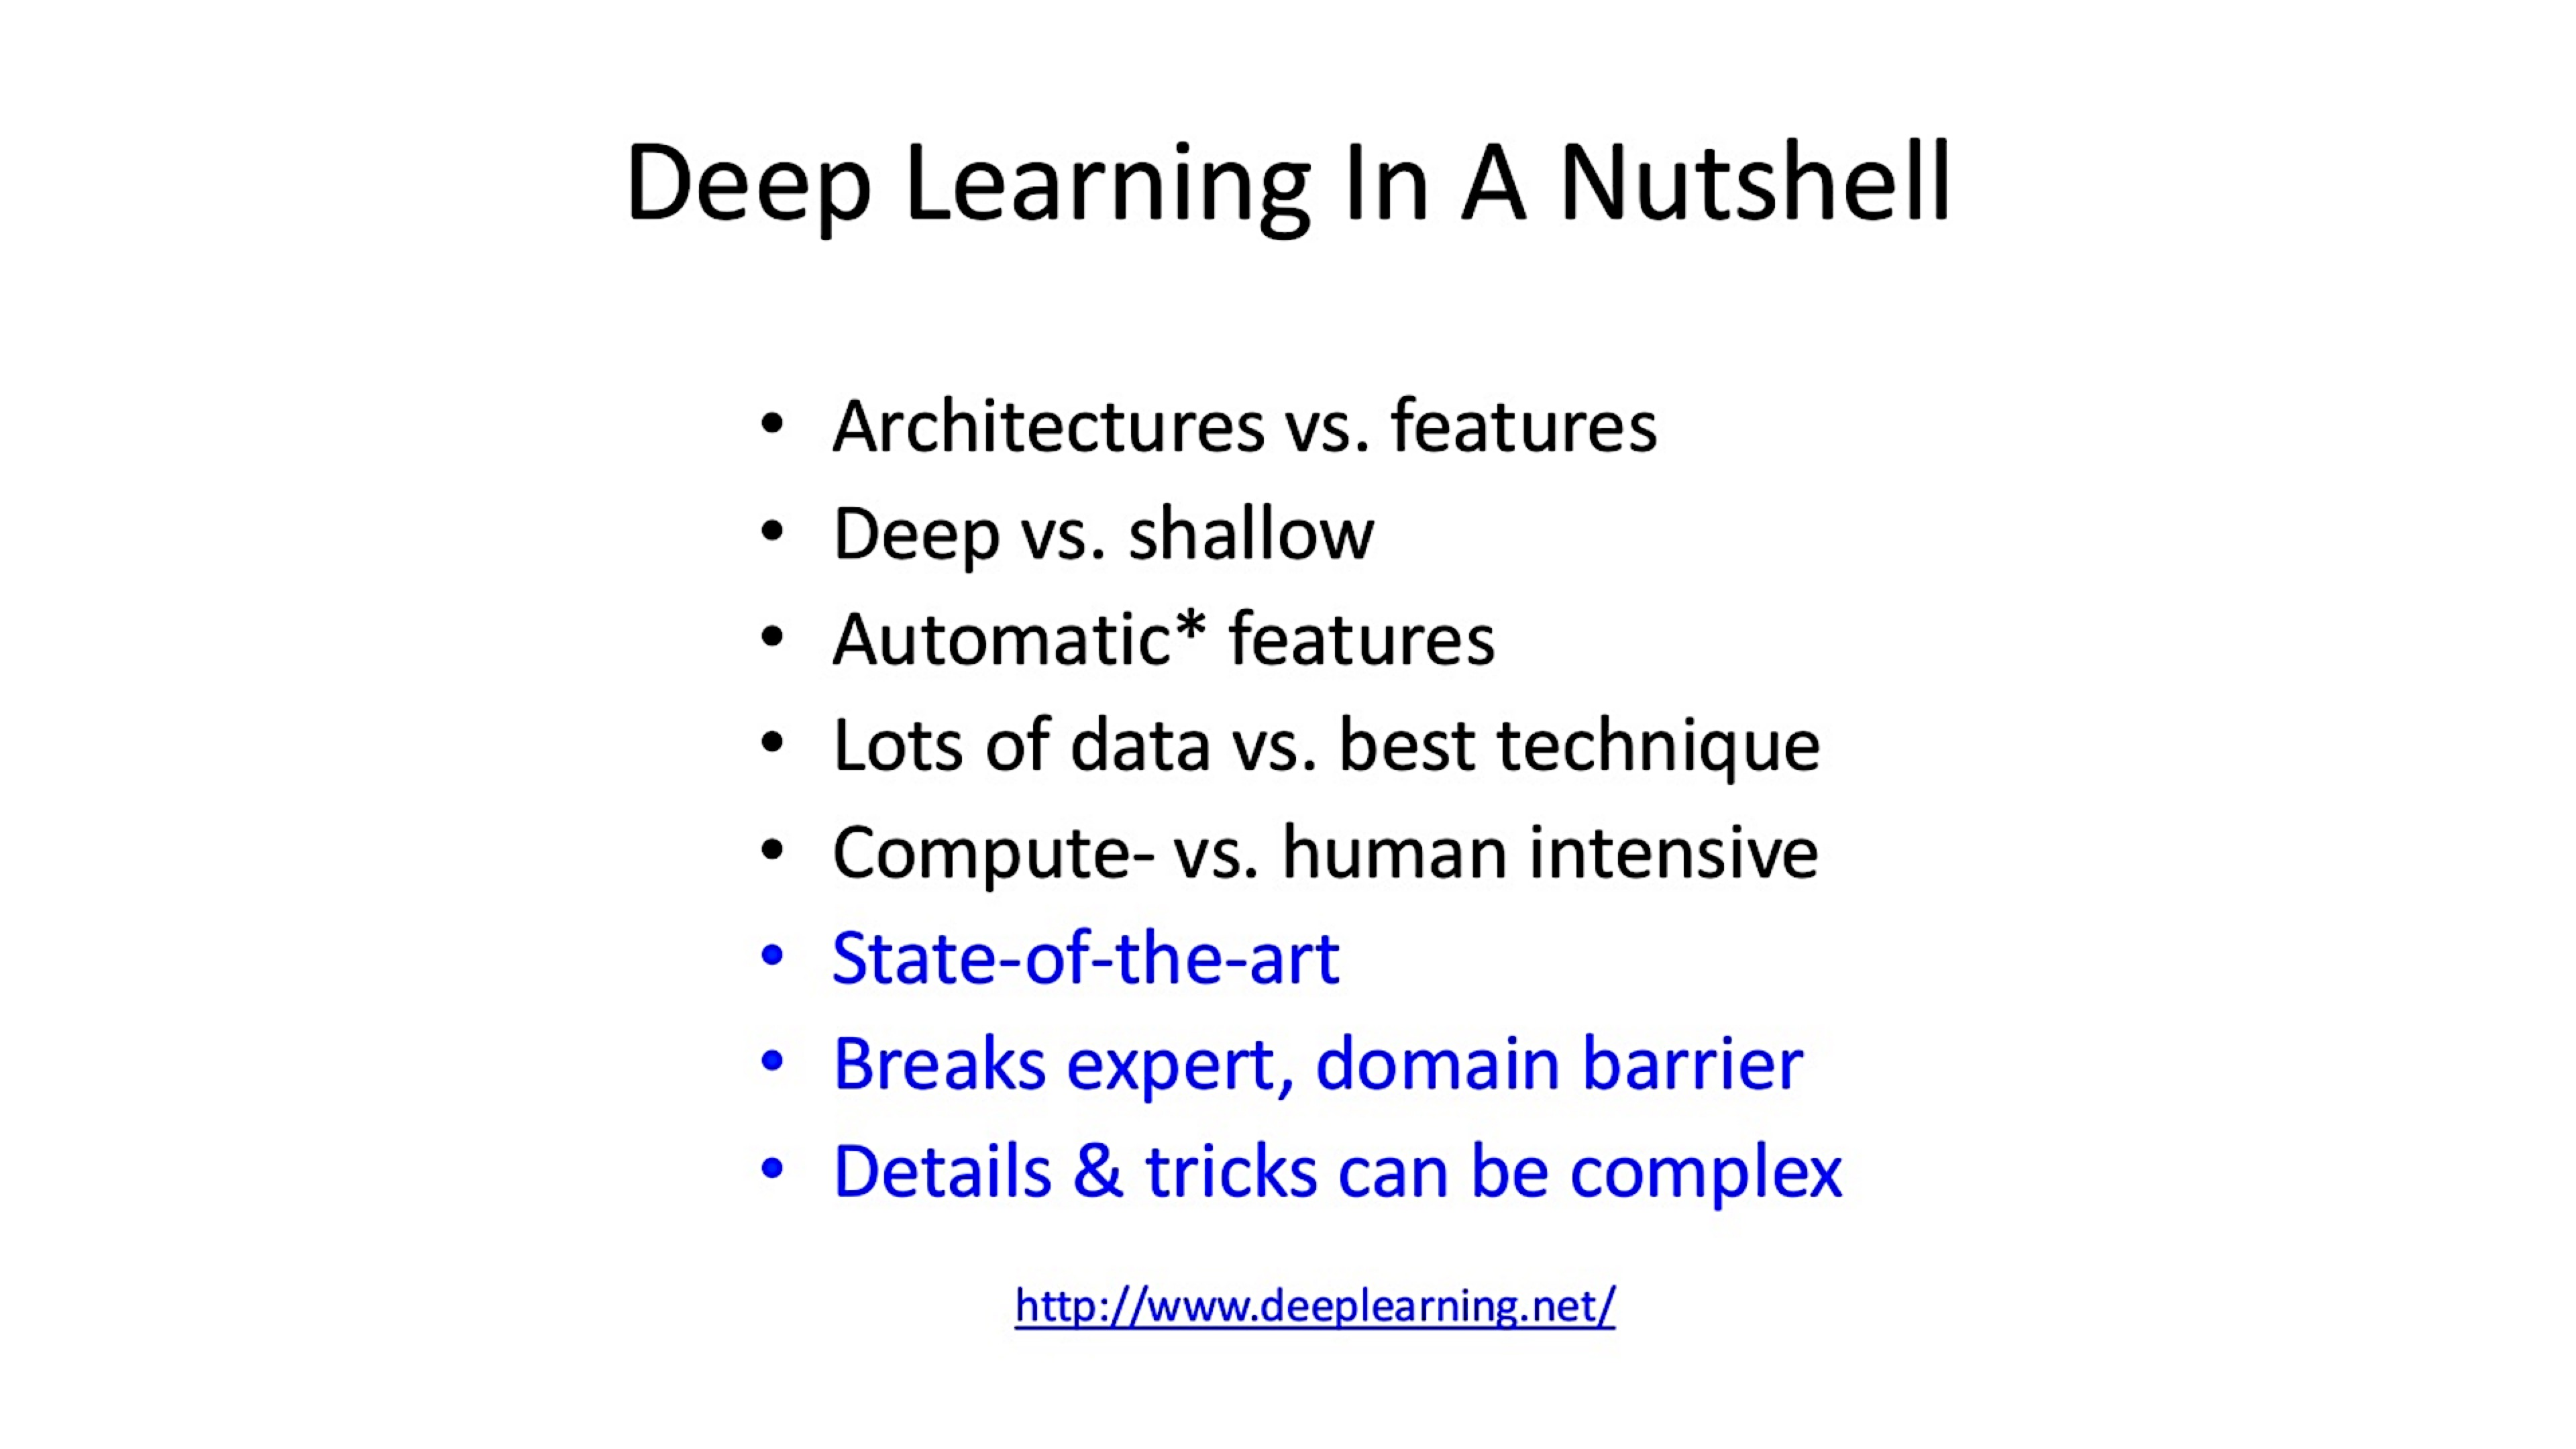 Deep Learning In A Nutshell
• Architectures vs. features
• Deep vs. shallow
• Automatic* features
• Lots of data vs. best technique
• Compute- vs. human intensive
• State-of-the-art
• Breaks expert, domain barrier
• Details & tricks can be complex
http://www.deeplearning.net/